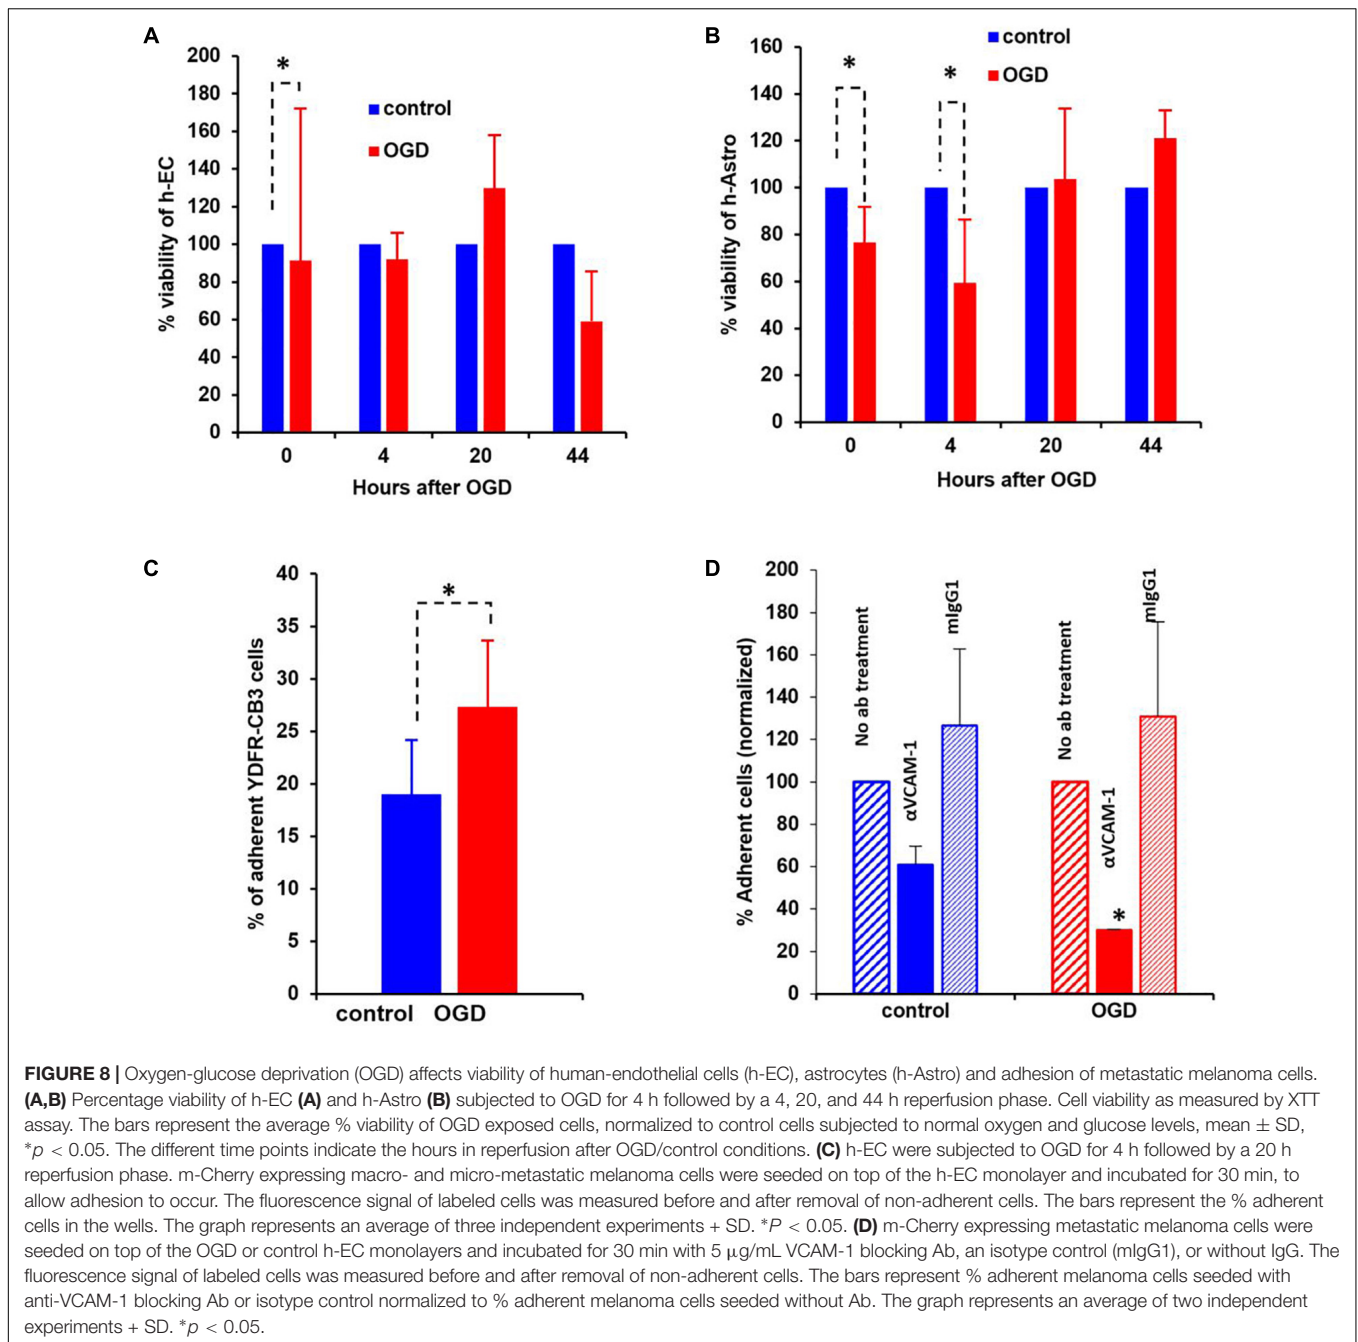 A
200
180
160
140
120
100
80
60
40
20
0
% viability of h-EC
*
control
OGD
0 4 20 44
Hours after OGD
B
160
140
120
100
80
60
40
20
0
% viability of h-Astro
control
OGD
*
*
0 4 20 44
Hours after OGD
C
40
35
30
25
20
15
10
5
0
% of adherent YDFR-CB3 cells
*
control OGD
D
200
180
160
140
120
100
80
60
40
20
0
% Adherent cells (normalized)
No ab treatment
αVCAM-1
mIgG1
No ab treatment
αVCAM-1
*
mIgG1
control OGD
FIGURE 8 | Oxygen-glucose deprivation (OGD) affects viability of human-endothelial cells (h-EC), astrocytes (h-Astro) and adhesion of metastatic melanoma cells.
(A,B) Percentage viability of h-EC (A) and h-Astro (B) subjected to OGD for 4 h followed by a 4, 20, and 44 h reperfusion phase. Cell viability as measured by XTT
assay. The bars represent the average % viability of OGD exposed cells, normalized to control cells subjected to normal oxygen and glucose levels, mean ± SD,
*p < 0.05. The different time points indicate the hours in reperfusion after OGD/control conditions. (C) h-EC were subjected to OGD for 4 h followed by a 20 h
reperfusion phase. m-Cherry expressing macro- and micro-metastatic melanoma cells were seeded on top of the h-EC monolayer and incubated for 30 min, to
allow adhesion to occur. The fluorescence signal of labeled cells was measured before and after removal of non-adherent cells. The bars represent the % adherent
cells in the wells. The graph represents an average of three independent experiments + SD. *P < 0.05. (D) m-Cherry expressing metastatic melanoma cells were
seeded on top of the OGD or control h-EC monolayers and incubated for 30 min with 5 μg/mL VCAM-1 blocking Ab, an isotype control (mIgG1), or without IgG. The
fluorescence signal of labeled cells was measured before and after removal of non-adherent cells. The bars represent % adherent melanoma cells seeded with
anti-VCAM-1 blocking Ab or isotype control normalized to % adherent melanoma cells seeded without Ab. The graph represents an average of two independent
experiments + SD. *p < 0.05.